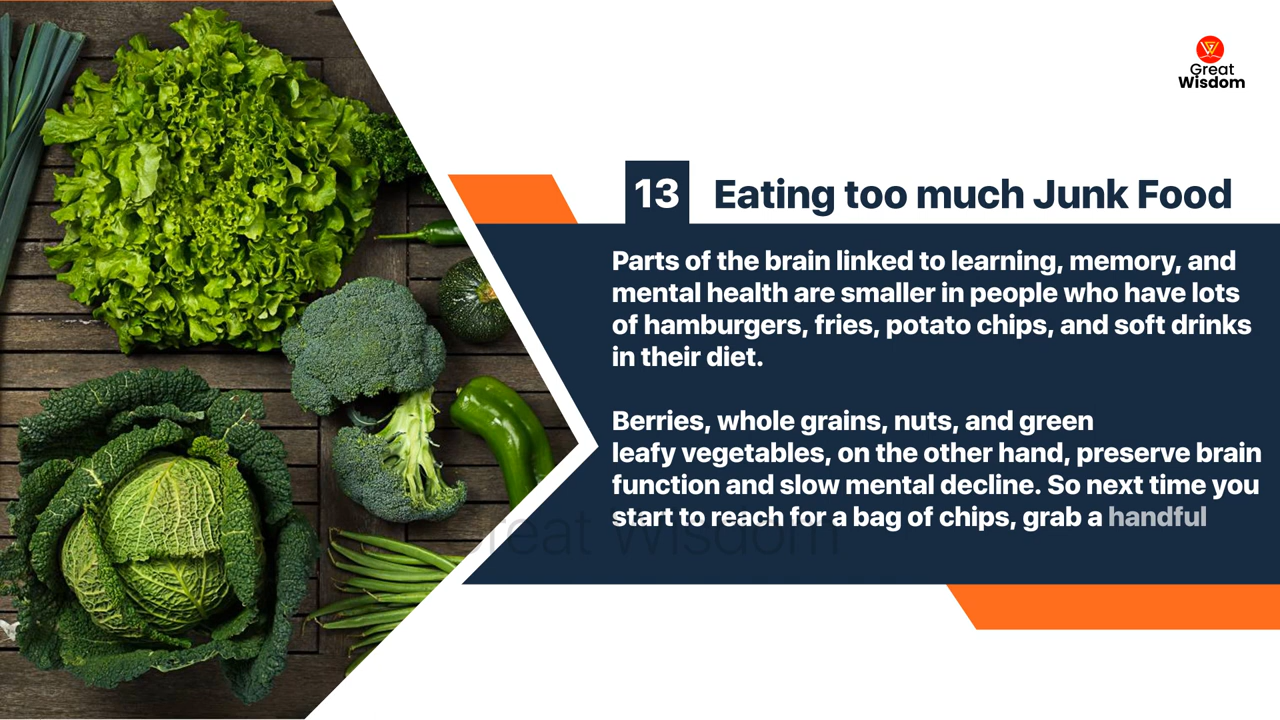 Great
Wisdom
13 Eating too much Junk Food
Parts of the brain linked to learning, memory, and
mental health are smaller in people who have lots
of hamburgers, fries, potato chips, and soft drinks
in their diet.
Berries, whole grains, nuts, and green
leafy vegetables, on the other hand, preserve brain
function and slow mental decline. So next time you
start to reach for a bag of chips, grab a handful
Great Wisdom